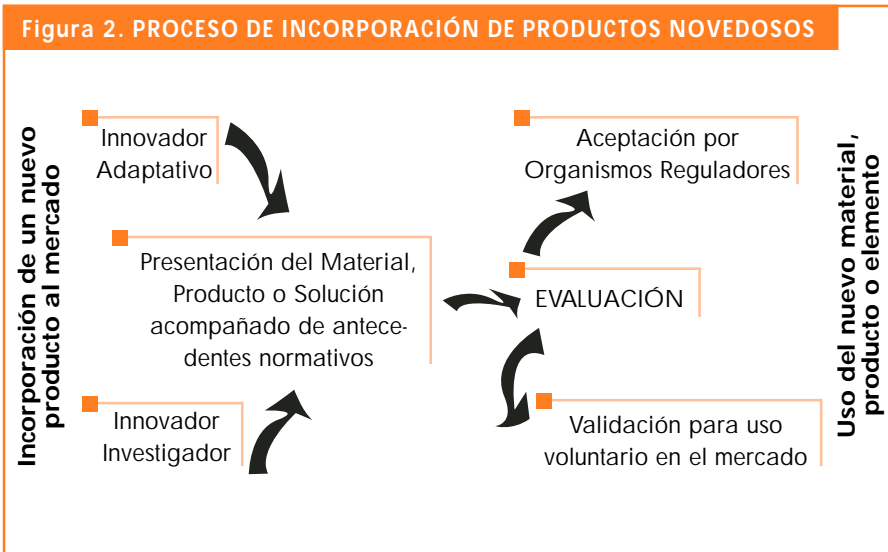 Figura 2. PROCESO DE INCORPORACIÓN DE PRODUCTOS NOVEDOSOS
Incorporación de un nuevo
producto al mercado
Innovador
Adaptativo
Presentación del Material,
Producto o Solución
acompañado de antece-
dentes normativos
Innovador
Investigador
Aceptación por
Organismos Reguladores
EVALUACIÓN
Validación para uso
voluntario en el mercado
Uso del nuevo material,
producto o elemento